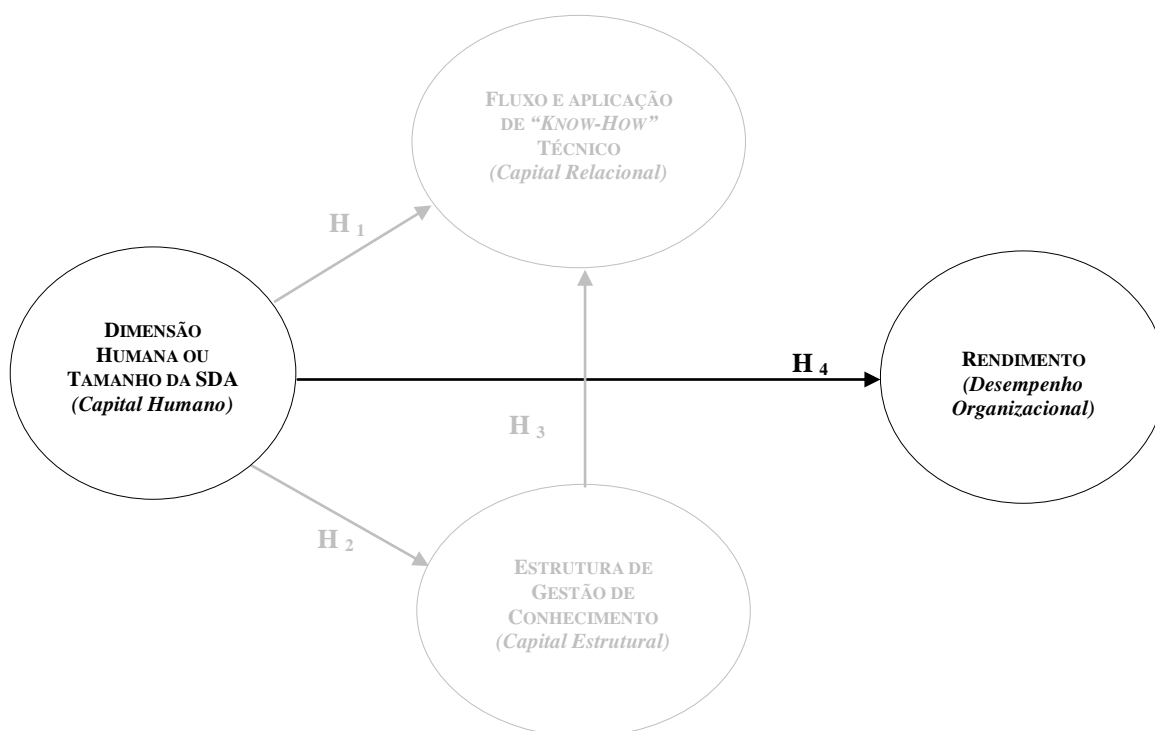 FLUXO E APLICAÇÃO
DE “KNOW-HOW”
TÉCNICO
(Capital Relacional)
H 1
DIMENSÃO
HUMANA OU
TAMANHO DA SDA
(Capital Humano)
H 4
RENDIMENTO
(Desempenho
Organizacional)
H 3
H 2
ESTRUTURA DE
GESTÃO DE
CONHECIMENTO
(Capital Estrutural)